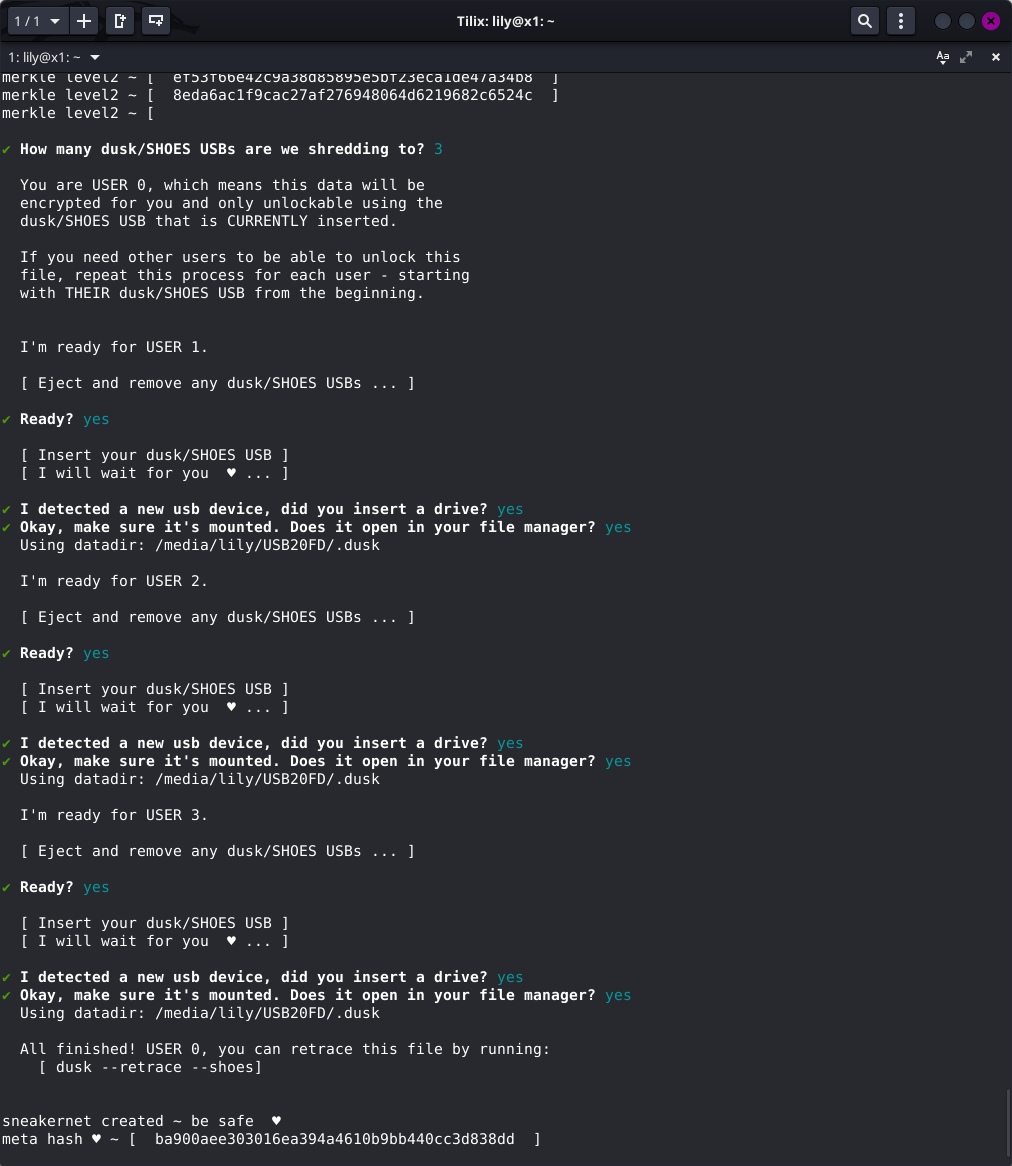 1 / 1
Tilix: lily@x1: ~
1: lily@x1: ~
Aa
merkle level2 ~ [  ef53f66e42c9a38d85895e5bf23eca1de47a34b8  ]
merkle level2 ~ [  8eda6ac1f9cac27af276948064d6219682c6524c  ]
merkle level2 ~ [
✔ How many dusk/SHOES USBs are we shredding to? 3
You are USER 0, which means this data will be
encrypted for you and only unlockable using the
dusk/SHOES USB that is CURRENTLY inserted.
If you need other users to be able to unlock this
file, repeat this process for each user - starting
with THEIR dusk/SHOES USB from the beginning.
I'm ready for USER 1.
[ Eject and remove any dusk/SHOES USBs ... ]
✔ Ready? yes
[ Insert your dusk/SHOES USB ]
[ I will wait for you  ♥ ... ]
✔ I detected a new usb device, did you insert a drive? yes
✔ Okay, make sure it's mounted. Does it open in your file manager? yes
Using datadir: /media/lily/USB20FD/.dusk
I'm ready for USER 2.
[ Eject and remove any dusk/SHOES USBs ... ]
✔ Ready? yes
[ Insert your dusk/SHOES USB ]
[ I will wait for you  ♥ ... ]
✔ I detected a new usb device, did you insert a drive? yes
✔ Okay, make sure it's mounted. Does it open in your file manager? yes
Using datadir: /media/lily/USB20FD/.dusk
I'm ready for USER 3.
[ Eject and remove any dusk/SHOES USBs ... ]
✔ Ready? yes
[ Insert your dusk/SHOES USB ]
[ I will wait for you  ♥ ... ]
✔ I detected a new usb device, did you insert a drive? yes
✔ Okay, make sure it's mounted. Does it open in your file manager? yes
Using datadir: /media/lily/USB20FD/.dusk
All finished! USER 0, you can retrace this file by running:
[ dusk --retrace --shoes]
sneakernet created ~ be safe  ♥
meta hash ♥ ~ [  ba900aee303016ea394a4610b9bb440cc3d838dd  ]